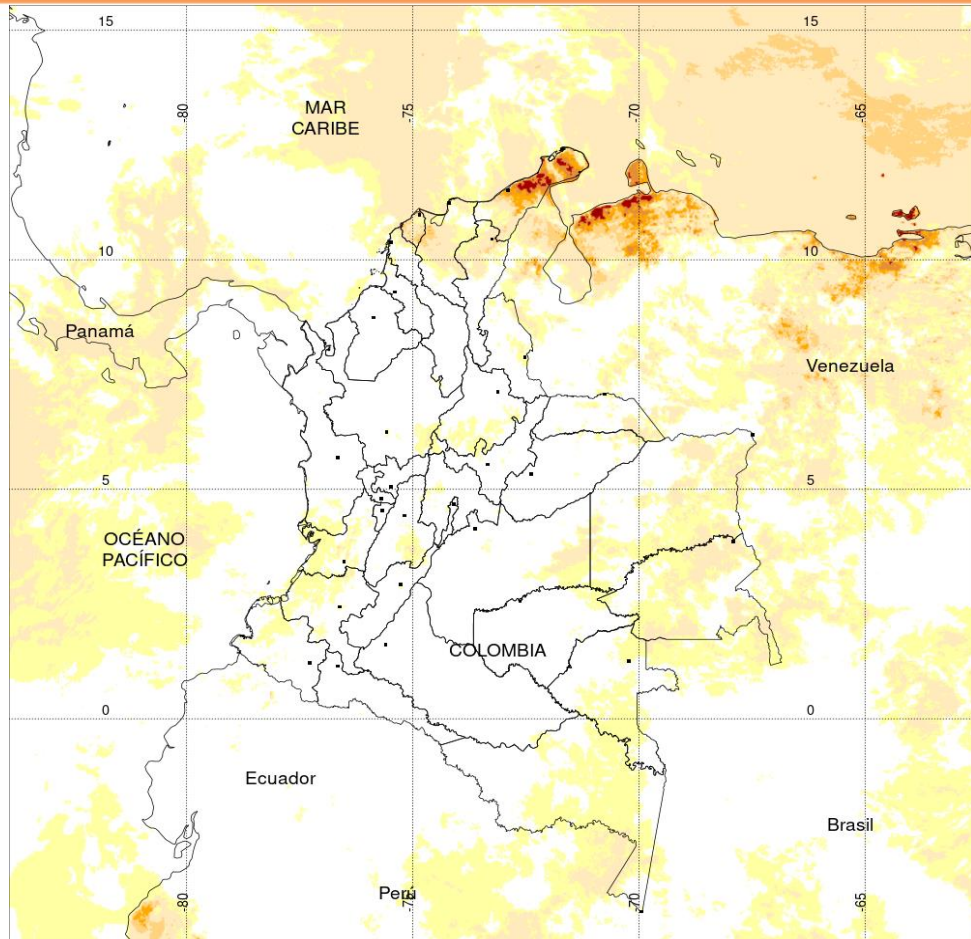 15
15
-80
-75
-70
-65
MAR
CARIBE
10
10
Panamá
Venezuela
5
5
OCÉANO
PACÍFICO
COLOMBIA
0
0
Ecuador
Brasil
Perú
-80
-75
-70
-65